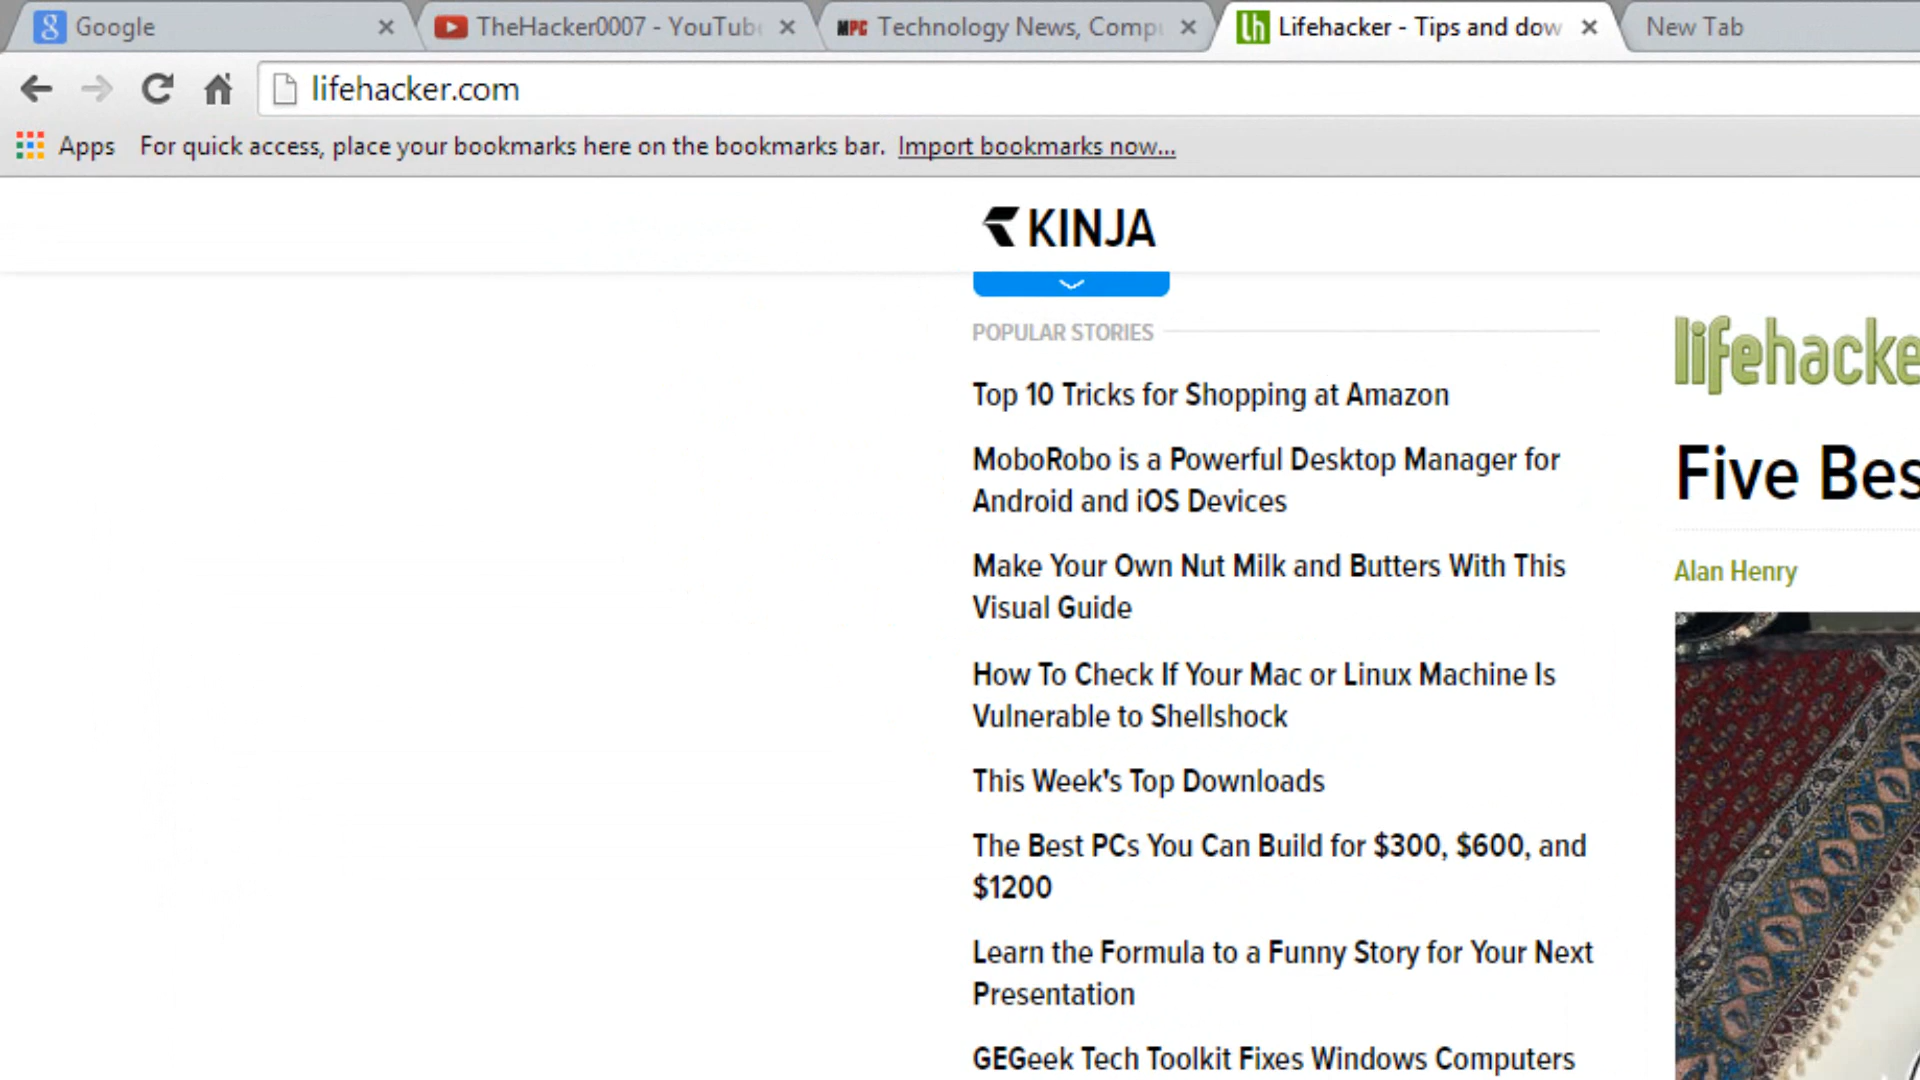 Google
TheHacker0007 - YouTub
MPC Technology News, Comp
lh Lifehacker - Tips and dow
New Tab
lifehacker.com
Apps For quick access, place your bookmarks here on the bookmarks bar. Import bookmarks now...
KINJA
POPULAR STORIES
Top 10 Tricks for Shopping at Amazon
MoboRobo is a Powerful Desktop Manager for
Android and iOS Devices
Make Your Own Nut Milk and Butters With This
Visual Guide
How To Check If Your Mac or Linux Machine Is
Vulnerable to Shellshock
This Week's Top Downloads
The Best PCs You Can Build for $300, $600, and
$1200
Learn the Formula to a Funny Story for Your Next
Presentation
GEGeek Tech Toolkit Fixes Windows Computers
lifehacke
Five Bes
Alan Henry